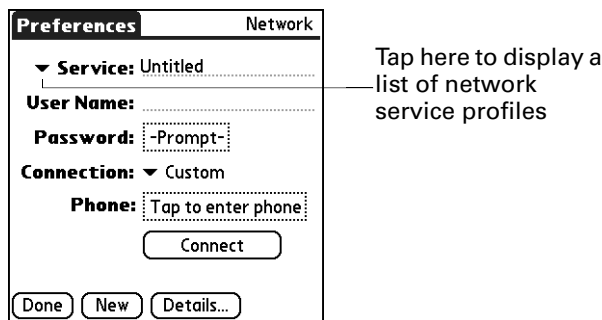 Preferences Network
Service: Untitled
User Name:
Password: -Prompt-
Connection: Custom
Phone: Tap to enter phone
Connect
Done New Details...
Tap here to display a
list of network
service profiles